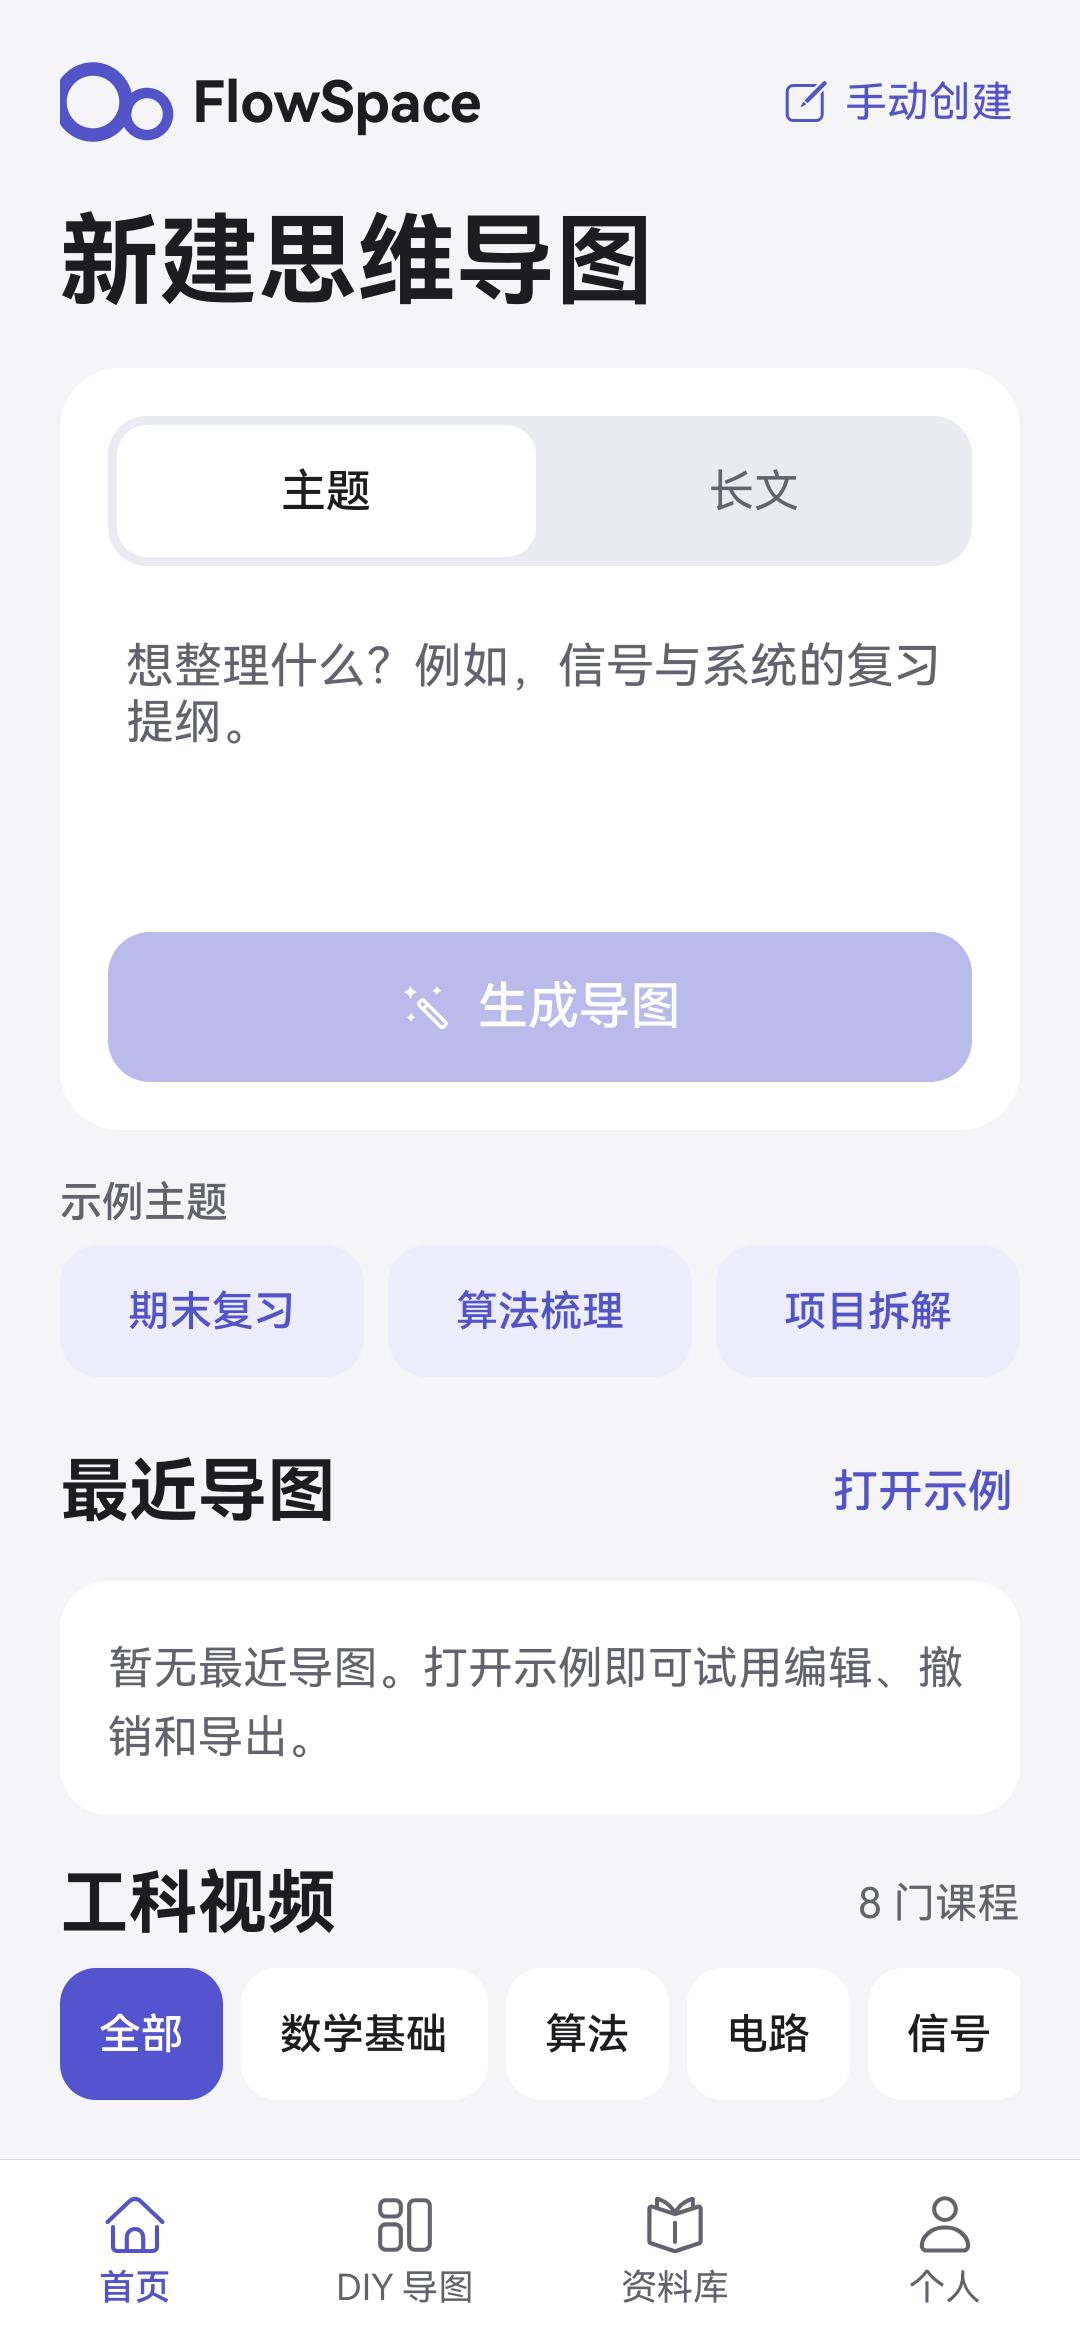 FlowSpace
手动创建
新建思维导图
主题
长文
想整理什么？例如，信号与系统的复习
提纲。
生成导图
示例主题
期末复习
算法梳理
项目拆解
最近导图
打开示例
暂无最近导图。打开示例即可试用编辑、撤
销和导出。
工科视频
8 门课程
全部
数学基础
算法
电路
信号
首页
DIY 导图
资料库
个人